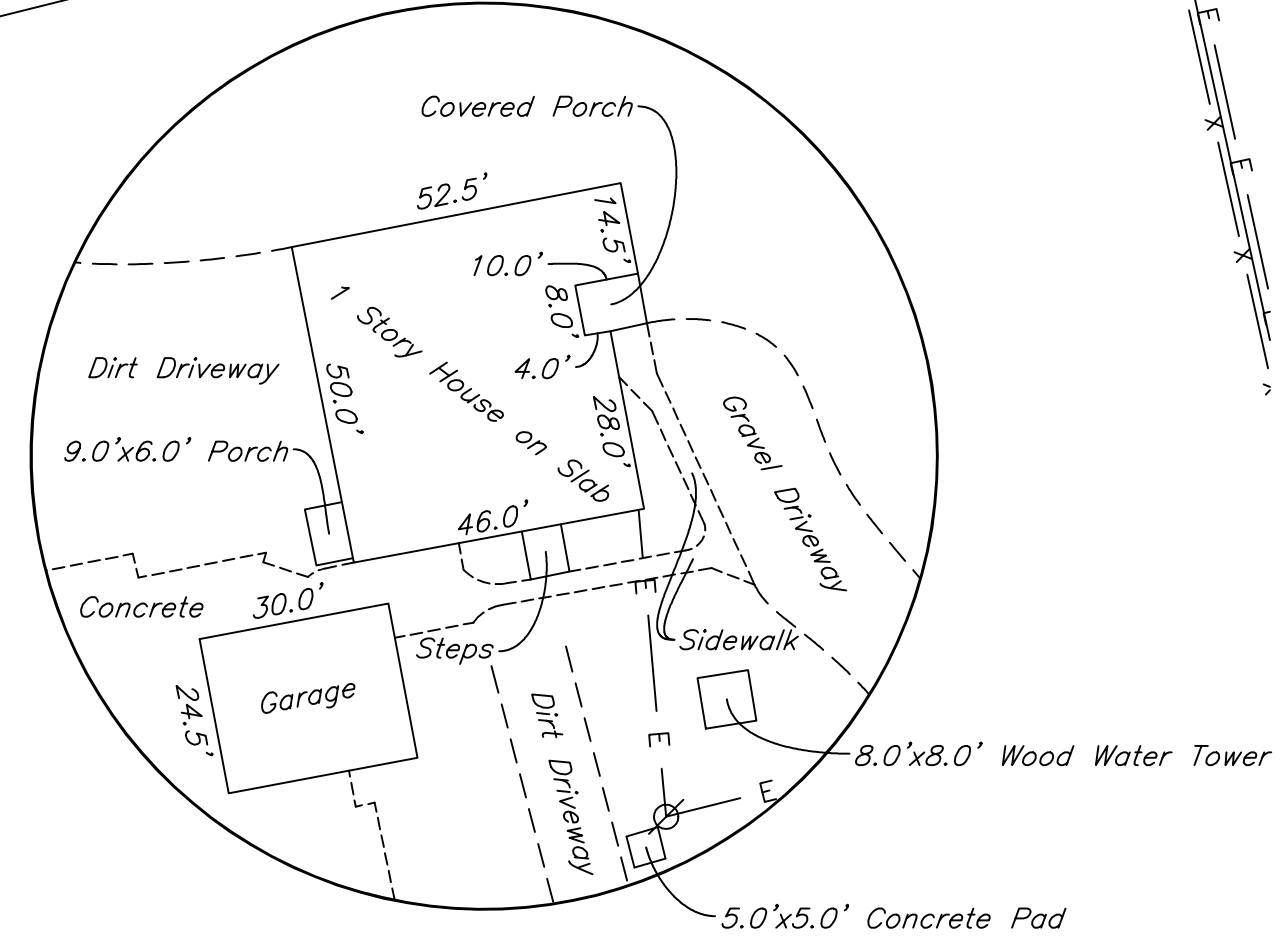 Covered Porch
52.5'
14.5'
10.0'
8.0'
4.0'
1 Story House on Slab
Dirt Driveway
50.0'
28.0'
Gravel Driveway
9.0'x6.0' Porch
46.0'
Concrete
30.0'
Steps
Sidewalk
Garage
24.5'
Dirt Driveway
8.0'x8.0' Wood Water Tower
5.0'x5.0' Concrete Pad
E
E
E
E
X
E
X